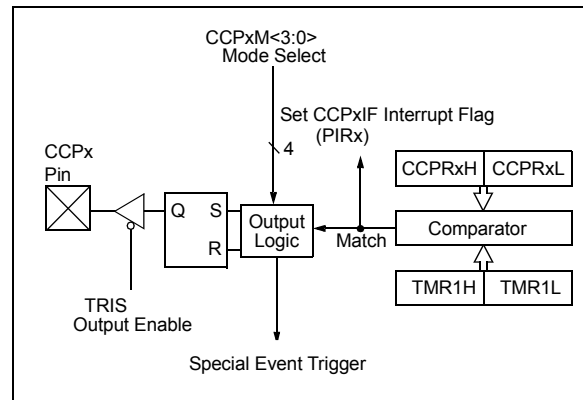 CCPxM<3:0>
Mode Select
Set CCPxIF Interrupt Flag
(PIRx)
4
CCPx
Pin
CCPRxH CCPRxL
Q S
R
Output
Logic
Match
Comparator
TRIS
Output Enable
TMR1H TMR1L
Special Event Trigger